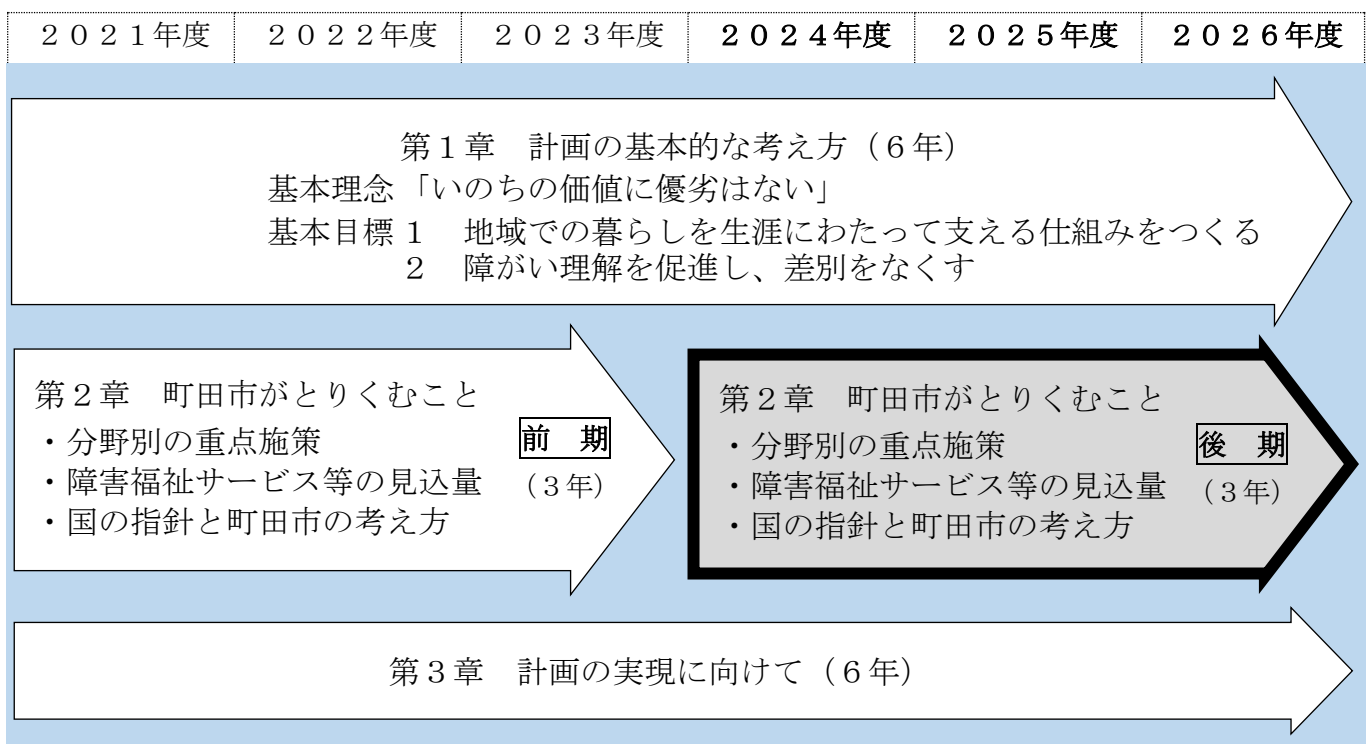 ２０２１年度 ２０２２年度 ２０２３年度 ２０２４年度 ２０２５年度 ２０２６年度
第１章　計画の基本的な考え方（６年）
基本理念「いのちの価値に優劣はない」
基本目標１　地域での暮らしを生涯にわたって支える仕組みをつくる
２　障がい理解を促進し、差別をなくす
第２章　町田市がとりくむこと
・分野別の重点施策
・障害福祉サービス等の見込量
・国の指針と町田市の考え方
前　期
（３年）
第２章　町田市がとりくむこと
・分野別の重点施策
・障害福祉サービス等の見込量
・国の指針と町田市の考え方
後　期
（３年）
第３章　計画の実現に向けて（６年）